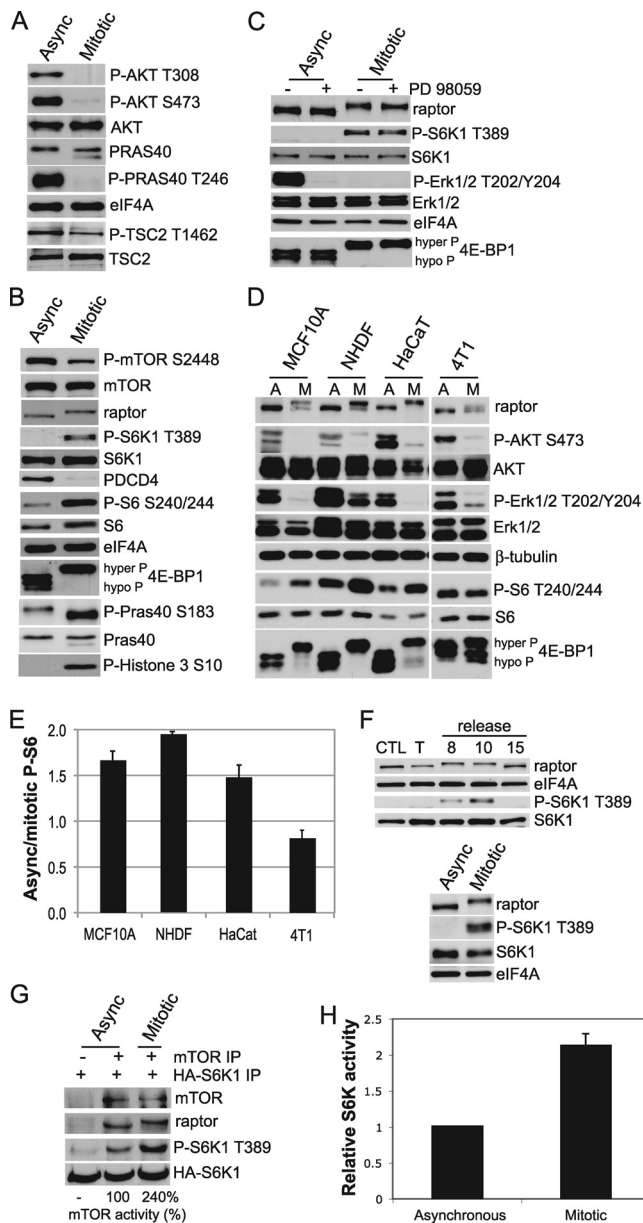 A
Async
Mitotic
P-AKT T308
P-AKT S473
AKT
PRAS40
P-PRAS40 T246
eIF4A
P-TSC2 T1462
TSC2
B
Async
Mitotic
P-mTOR S2448
mTOR
raptor
P-S6K1 T389
S6K1
PDCD4
P-S6 S240/244
S6
eIF4A
hyper P
hypo P
4E-BP1
P-Pras40 S183
Pras40
P-Histone 3 S10
C
Async
Mitotic
- + - + PD 98059
raptor
P-S6K1 T389
S6K1
P-Erk1/2 T202/Y204
Erk1/2
eIF4A
hyper P
hypo P
4E-BP1
D
MCF10A
NHDF
HaCaT
4T1
A M A M A M A M
raptor
P-AKT S473
AKT
P-Erk1/2 T202/Y204
Erk1/2
β-tubulin
P-S6 T240/244
S6
hyper P
hypo P
4E-BP1
E
Async/mitotic P-S6
2.0
1.5
1.0
0.5
0.0
MCF10A NHDF HaCat 4T1
F
release
CTL T 8 10 15
raptor
eIF4A
P-S6K1 T389
S6K1
Async
Mitotic
raptor
P-S6K1 T389
S6K1
eIF4A
G
Async
Mitotic
- + + mTOR IP
+ + + HA-S6K1 IP
mTOR
raptor
P-S6K1 T389
HA-S6K1
- 100 240%
mTOR activity (%)
H
Relative S6K activity
2.5
2
1.5
1
0.5
0
Asynchronous Mitotic